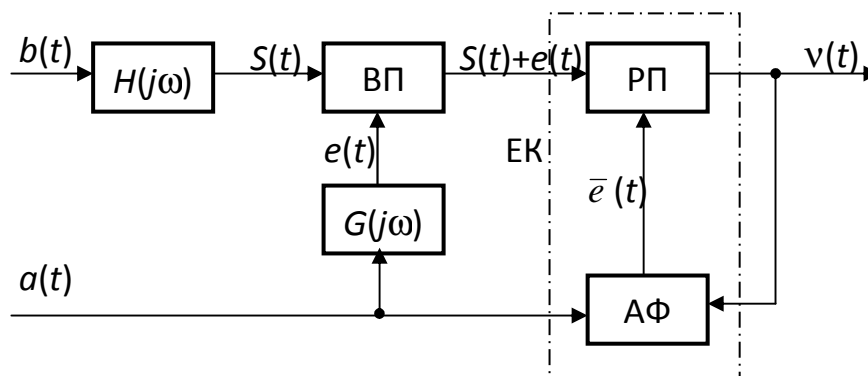 b(t)
H(jω)
S(t)
ВП
S(t)+e(t)
РП
ν(t)
e(t)
ЕК
e̅ (t)
G(jω)
a(t)
АФ